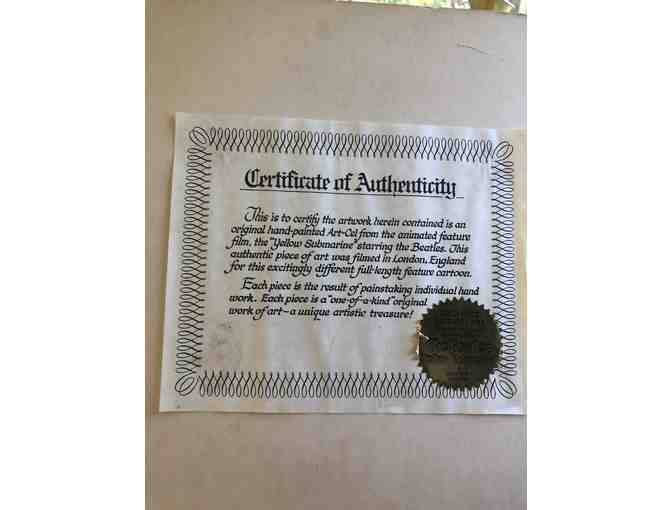 Certificate of Authenticity
This is to certify the artwork herein contained is an
original hand-painted Art-Cel from the animated feature
film, the "Yellow Submarine" starring the Beatles. This
authentic piece of art was filmed in London, England
for this excitingly different full-length feature cartoon.
Each piece is the result of painstaking individual hand
work. Each piece is a "one-of-a-kind" original
work of art—a unique artistic treasure!